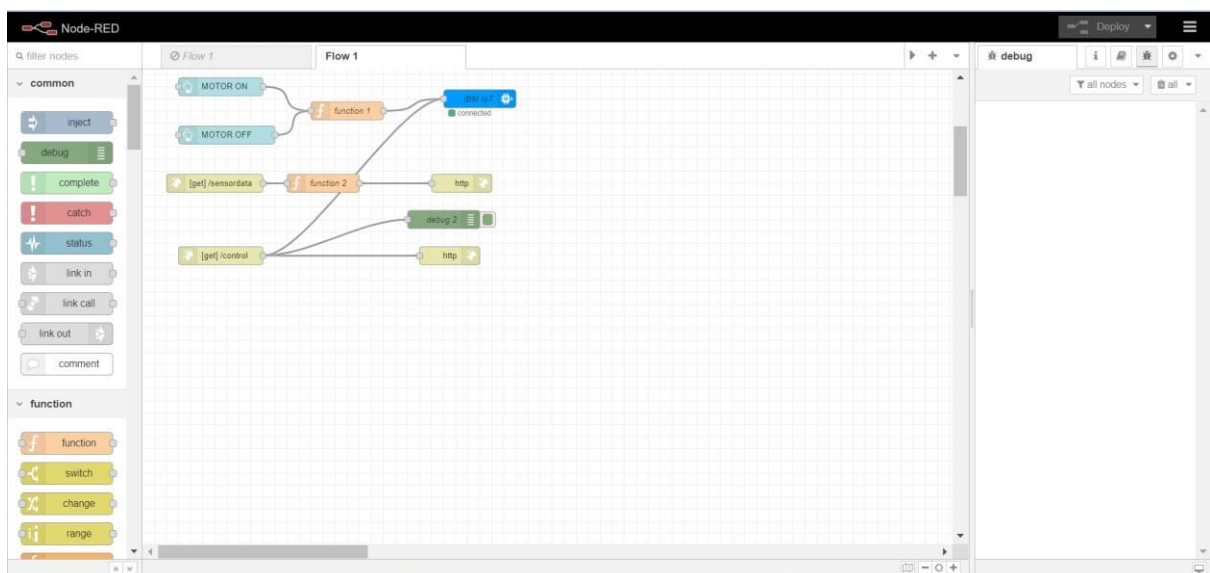 Node-RED
Deploy
filter nodes
Flow 1
Flow 1
debug
i
all nodes
all
common
inject
debug
complete
catch
status
link in
link call
link out
comment
function
function
switch
change
range
MOTOR ON
MOTOR OFF
function 1
IBM IoT
connected
[get] /sensordata
function 2
http
debug 2
[get] /control
http